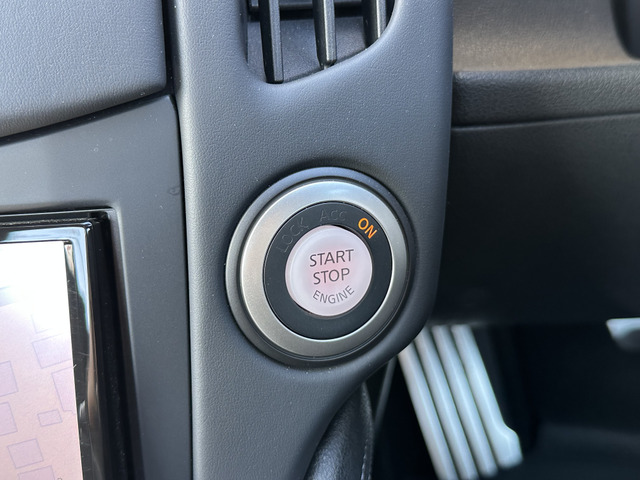 LOCK ACC ON
START
STOP
ENGINE